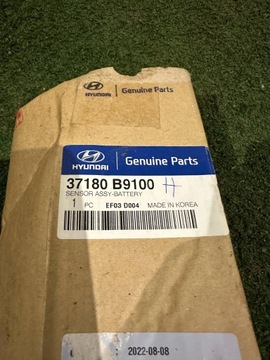 HYUNDAI
Genuine Parts
HYUNDAI
Genuine Parts
37180 B9100 H
SENSOR ASSY-BATTERY
1 PC EF03 D004 MADE IN KOREA
2022-08-08